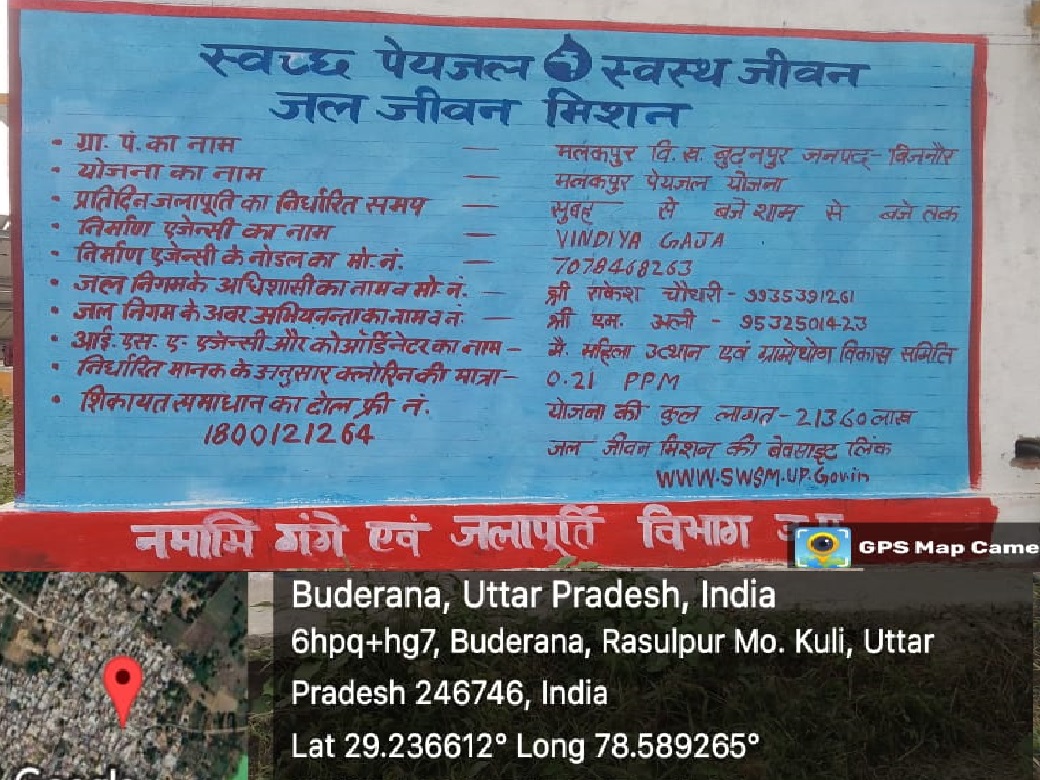 स्वच्छ पेयजल स्वस्थ जीवन
जल जीवन मिशन
• ग्रा. पं. का नाम — मलकपुर वि.ख. बुदनपुर जनपद- बिजनौर
• योजना का नाम — मलकपुर पेयजल योजना
• प्रतिदिन जलापूर्ति का निर्धारित समय — सुबह से बजे शाम से बजे तक
• निर्माण एजेन्सी का नाम — VINDIYA GAJA
• निर्माण एजेन्सी के नोडल का मो.नं. — 7078468263
• जल निगम के अधिशासी का नाम व मो.नं. — श्री राकेश चौधरी - 9935391261
• जल निगम के अवर अभियनन्ता का नाम व नं. — श्री एम. अली - 9532501423
• आई. एस. ए- एजेन्सी और कोऑर्डिनेटर का नाम - मै. महिला उत्थान एवं ग्रामोद्योग विकास समिति
• निर्धारित मानक के अनुसार क्लोरिन की मात्रा - 0.21 PPM
• शिकायत समाधान का टोल फ्री नं. योजना की कुल लागत - 213.60 लाख
1800121264 जल जीवन मिशन की बेवसाइट लिंक
WWW.SWSM.UP.Gov.in
नमामि गंगे एवं जलापूर्ति विभाग
GPS Map Came
Buderana, Uttar Pradesh, India
6hpq+hg7, Buderana, Rasulpur Mo. Kuli, Uttar
Pradesh 246746, India
Lat 29.236612° Long 78.589265°
Google